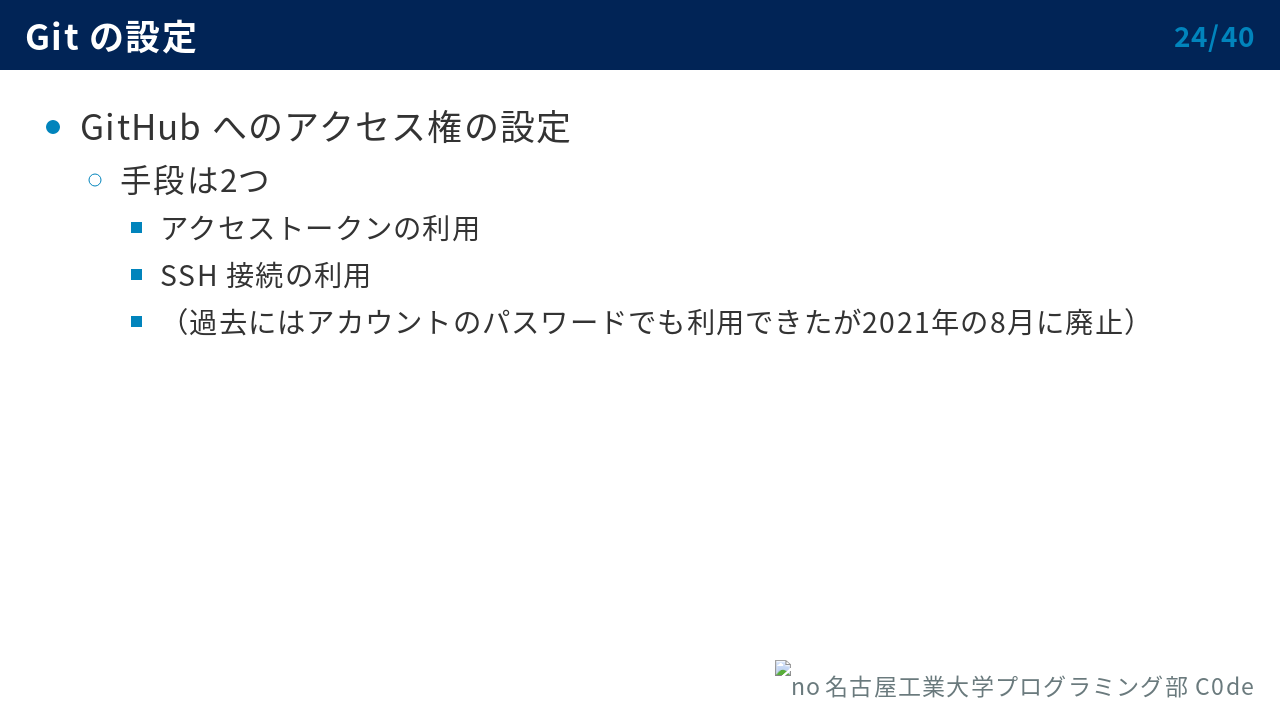 Git の設定
24/40
GitHub へのアクセス権の設定
手段は2つ
アクセストークンの利用
SSH 接続の利用
（過去にはアカウントのパスワードでも利用できたが2021年の8月に廃止）
no 名古屋工業大学プログラミング部 C0de